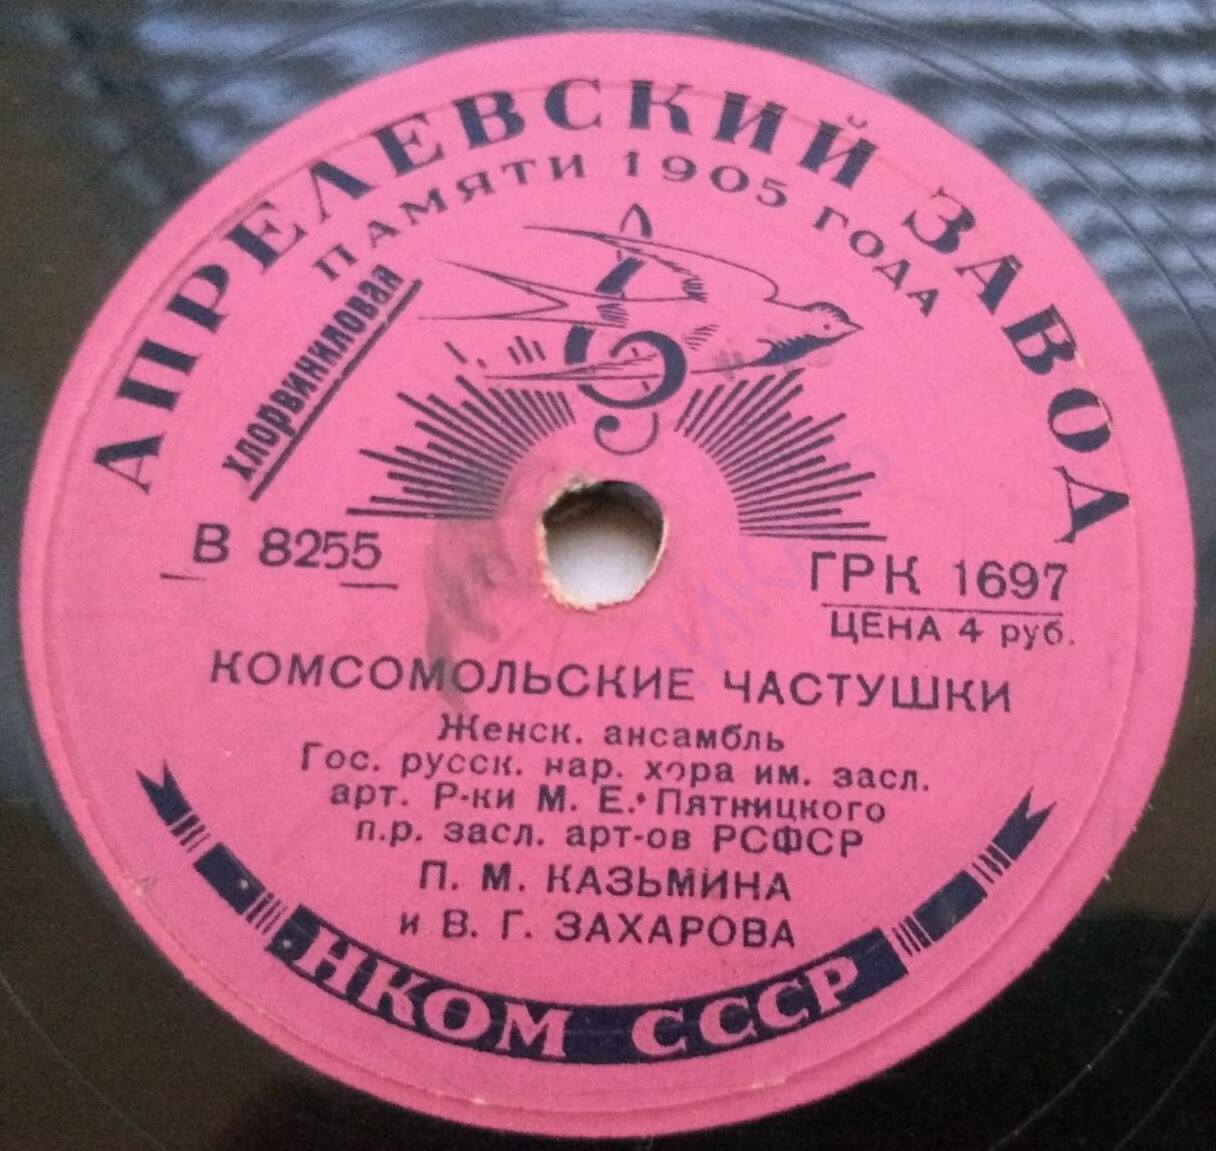 АПРЕЛЕВСКИЙ ЗАВОД
ПАМЯТИ 1905 ГОДА
хлорвиниловая
В 8255
ГРК 1697
ЦЕНА 4 руб.
КОМСОМОЛЬСКИЕ ЧАСТУШКИ
Женск. ансамбль
Гос. русск. нар. хора им. засл.
арт. Р-ки М. Е. Пятницкого
п.р. засл. арт-ов РСФСР
П. М. КАЗЬМИНА
и В. Г. ЗАХАРОВА
НКОМ СССР